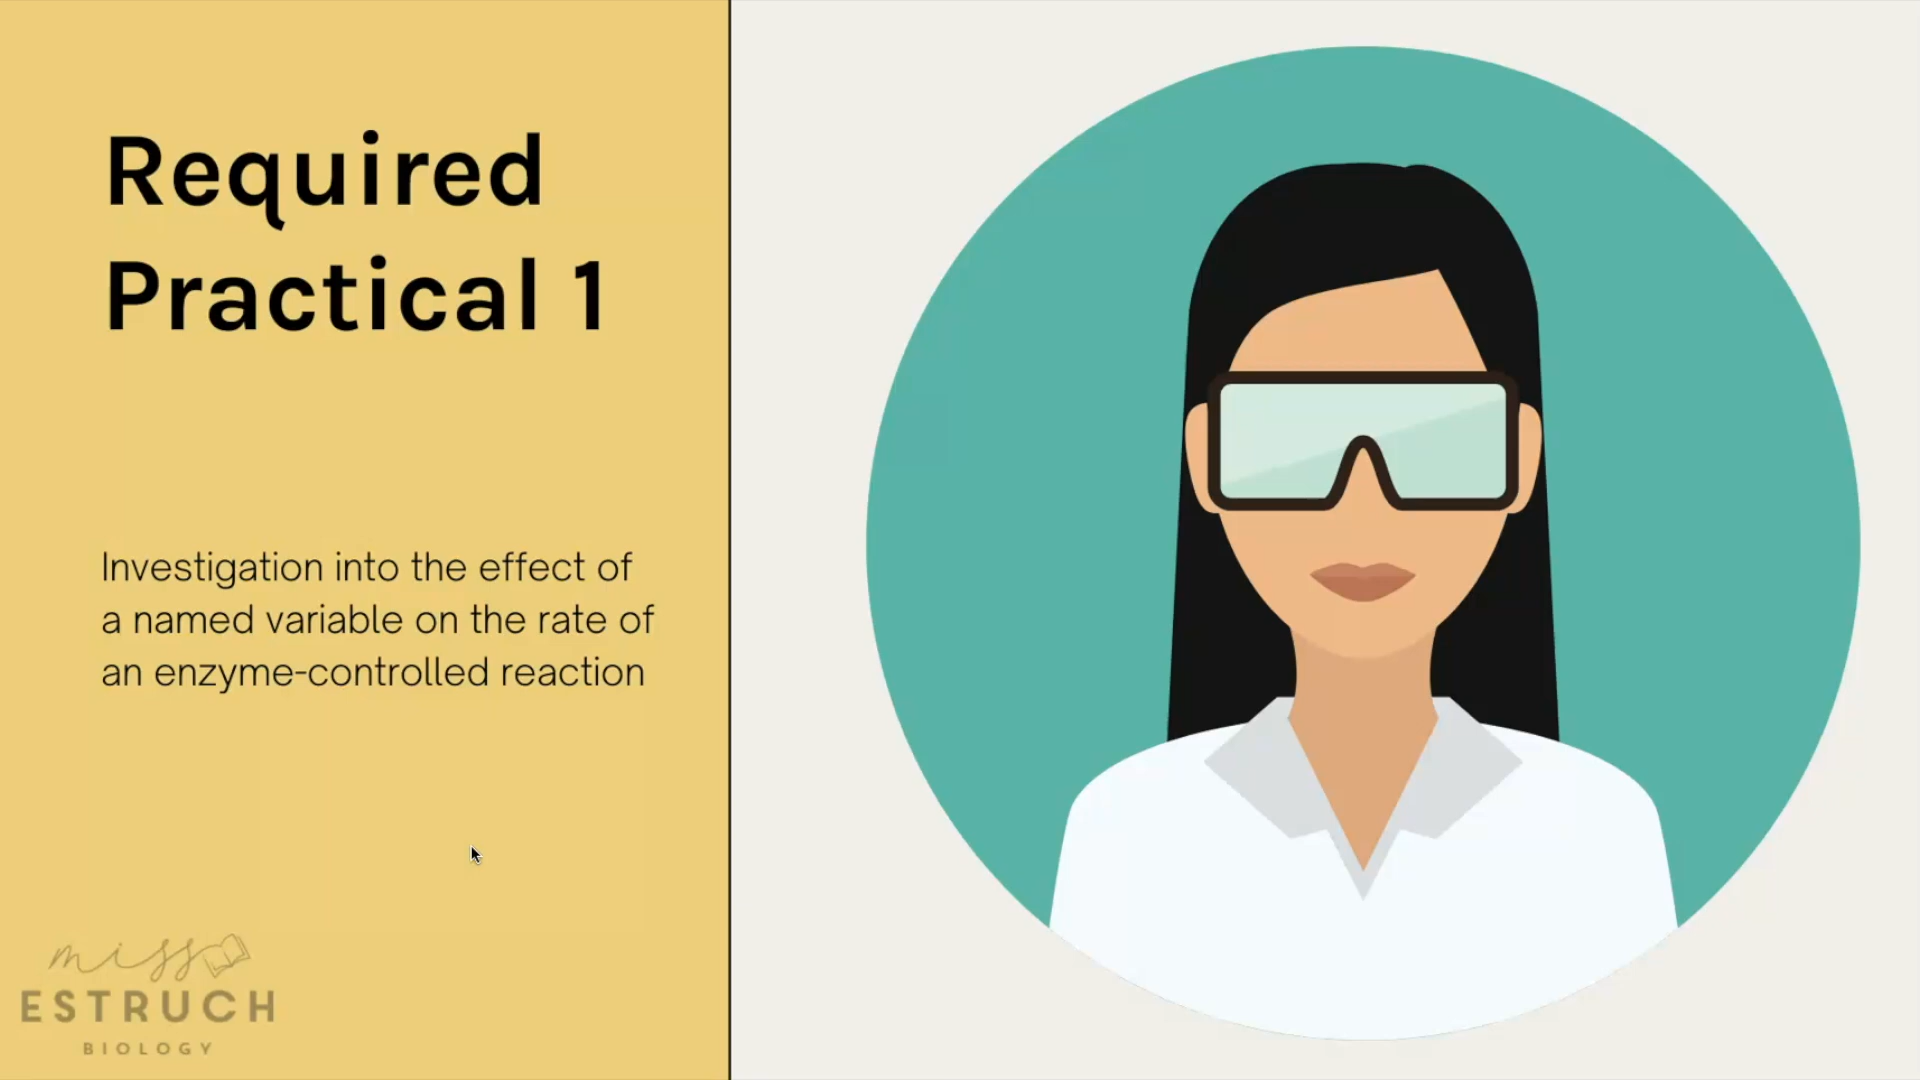 Required
Practical 1
Investigation into the effect of
a named variable on the rate of
an enzyme-controlled reaction
miss
ESTRUCH
BIOLOGY